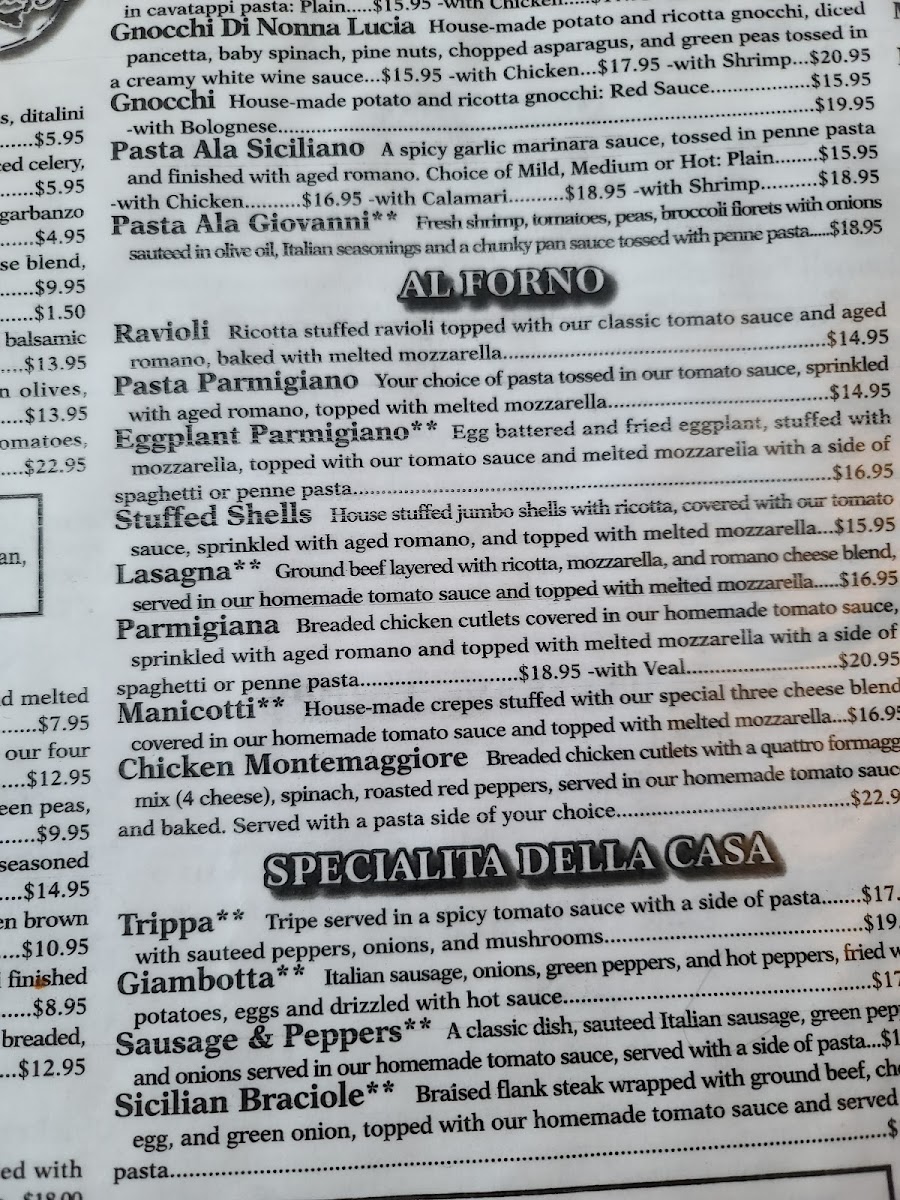 in cavatappi pasta: Plain.....$15.95 -with Chicken.....
Gnocchi Di Nonna Lucia House-made potato and ricotta gnocchi, diced
pancetta, baby spinach, pine nuts, chopped asparagus, and green peas tossed in
a creamy white wine sauce...$15.95 -with Chicken...$17.95 -with Shrimp...$20.95
Gnocchi House-made potato and ricotta gnocchi: Red Sauce...............$15.95
-with Bolognese..............................$19.95
Pasta Ala Siciliano A spicy garlic marinara sauce, tossed in penne pasta
and finished with aged romano. Choice of Mild, Medium or Hot: Plain........$15.95
-with Chicken..........$16.95 -with Calamari..........$18.95 -with Shrimp..........$18.95
Pasta Ala Giovanni** Fresh shrimp, tomatoes, peas, broccoli florets with onions
sauteed in olive oil, Italian seasonings and a chunky pan sauce tossed with penne pasta.....$18.95
AL FORNO
Ravioli Ricotta stuffed ravioli topped with our classic tomato sauce and aged
romano, baked with melted mozzarella..............................$14.95
Pasta Parmigiano Your choice of pasta tossed in our tomato sauce, sprinkled
with aged romano, topped with melted mozzarella..............................$14.95
Eggplant Parmigiano** Egg battered and fried eggplant, stuffed with
mozzarella, topped with our tomato sauce and melted mozzarella with a side of
spaghetti or penne pasta..............................$16.95
Stuffed Shells House stuffed jumbo shells with ricotta, covered with our tomato
sauce, sprinkled with aged romano, and topped with melted mozzarella...$15.95
Lasagna** Ground beef layered with ricotta, mozzarella, and romano cheese blend,
served in our homemade tomato sauce and topped with melted mozzarella.....$16.95
Parmigiana Breaded chicken cutlets covered in our homemade tomato sauce,
sprinkled with aged romano and topped with melted mozzarella with a side of
spaghetti or penne pasta..............................$18.95 -with Veal..............................$20.95
Manicotti** House-made crepes stuffed with our special three cheese blend
covered in our homemade tomato sauce and topped with melted mozzarella...$16.95
Chicken Montemaggiore Breaded chicken cutlets with a quattro formagg
mix (4 cheese), spinach, roasted red peppers, served in our homemade tomato sauc
and baked. Served with a pasta side of your choice..............................$22.9
SPECIALITA DELLA CASA
Trippa** Tripe served in a spicy tomato sauce with a side of pasta.......$17.
with sauteed peppers, onions, and mushrooms..............................$19.
Giambotta** Italian sausage, onions, green peppers, and hot peppers, fried w
potatoes, eggs and drizzled with hot sauce..............................$17
Sausage & Peppers** A classic dish, sauteed Italian sausage, green pep
and onions served in our homemade tomato sauce, served with a side of pasta...$1
Sicilian Braciole** Braised flank steak wrapped with ground beef, ch
egg, and green onion, topped with our homemade tomato sauce and served
pasta..............................$
s, ditalini
......$5.95
ed celery,
......$5.95
garbanzo
......$4.95
se blend,
......$9.95
......$1.50
balsamic
....$13.95
n olives,
....$13.95
omatoes,
....$22.95
an,
d melted
......$7.95
our four
....$12.95
een peas,
......$9.95
seasoned
....$14.95
en brown
....$10.95
finished
......$8.95
breaded,
...$12.95
ed with
$18.00